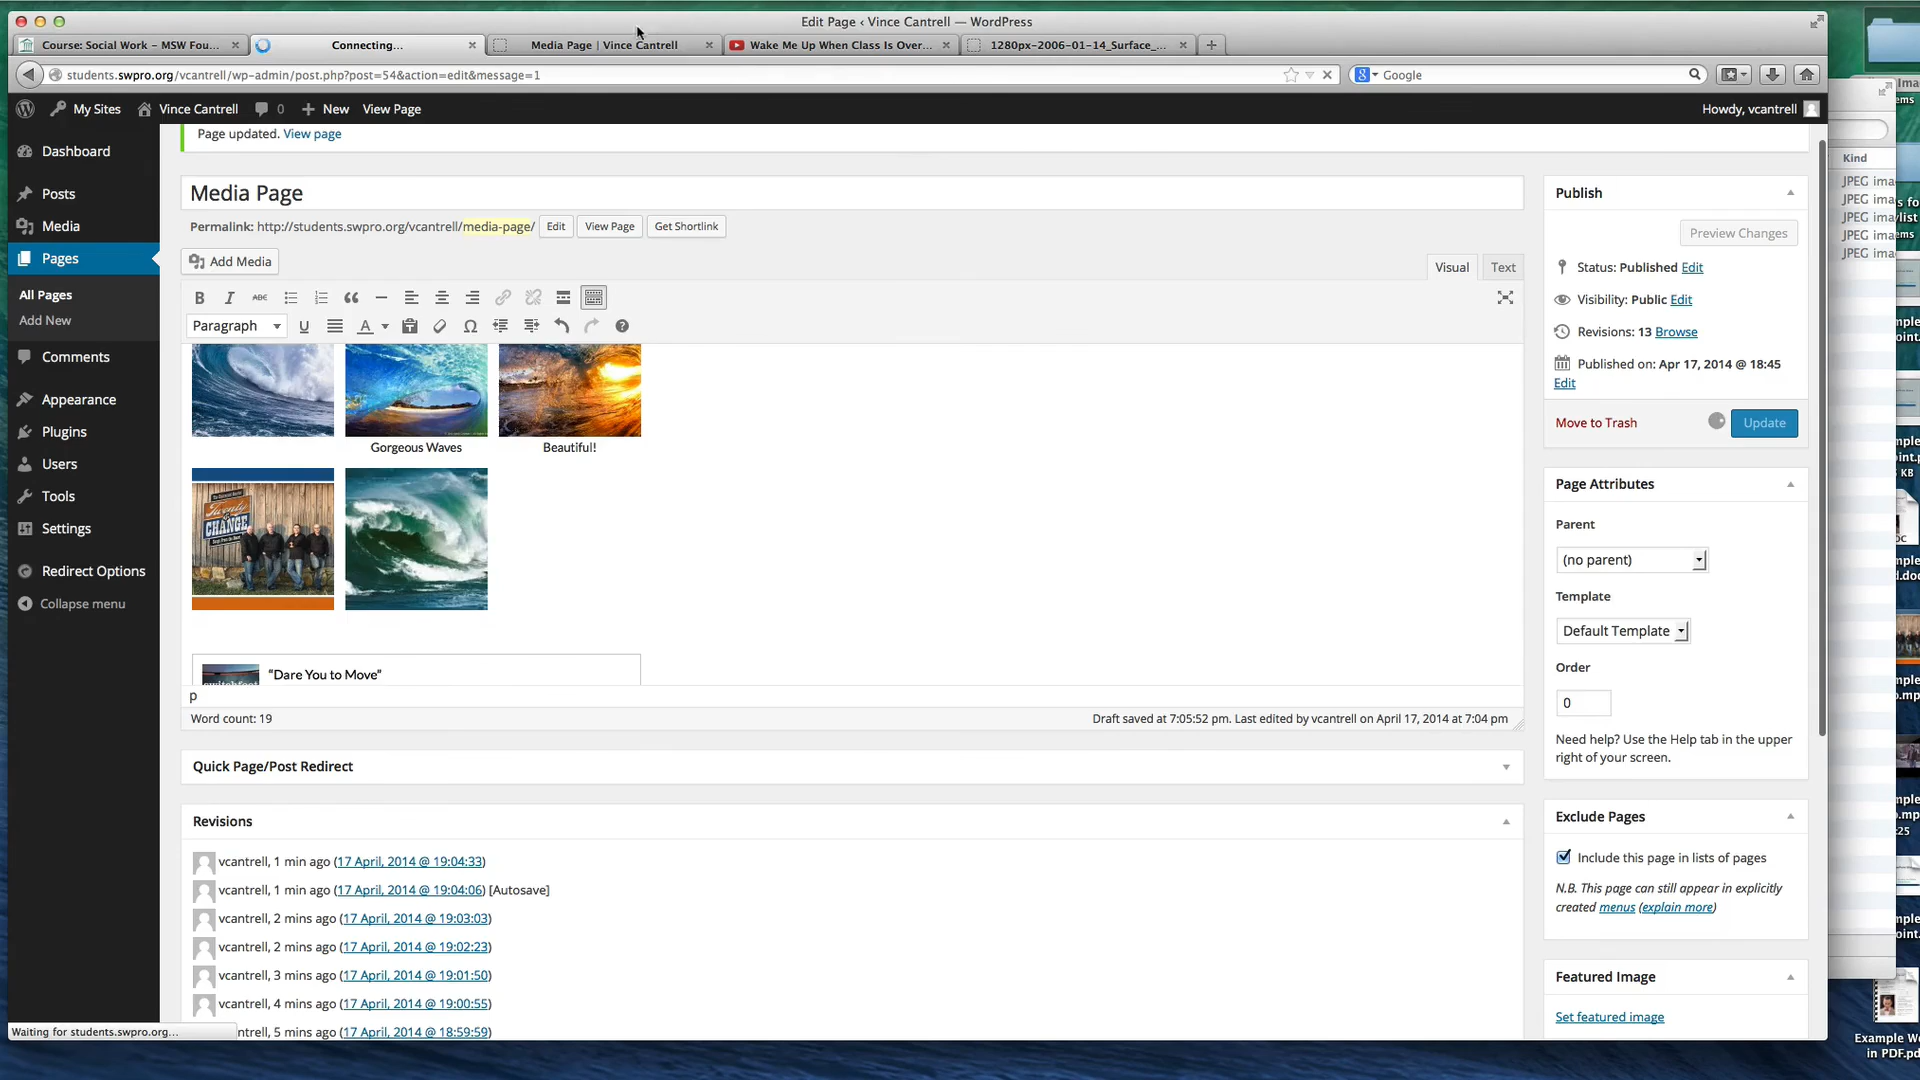 Edit Page ‹ Vince Cantrell — WordPress
Course: Social Work – MSW Fou...
Connecting...
Media Page | Vince Cantrell
Wake Me Up When Class Is Over...
1280px-2006-01-14_Surface_...
students.swpro.org/vcantrell/wp-admin/post.php?post=54&action=edit&message=1
Google
My Sites
Vince Cantrell
0
New
View Page
Howdy, vcantrell
Dashboard
Posts
Media
Pages
All Pages
Add New
Comments
Appearance
Plugins
Users
Tools
Settings
Redirect Options
Collapse menu
Page updated. View page
Media Page
Permalink: http://students.swpro.org/vcantrell/media-page/
Edit
View Page
Get Shortlink
Add Media
Visual
Text
B I ABC
Paragraph
U
A
Gorgeous Waves
Beautiful!
Twenty
CHANGE
“Dare You to Move”
p
Word count: 19
Draft saved at 7:05:52 pm. Last edited by vcantrell on April 17, 2014 at 7:04 pm
Quick Page/Post Redirect
Revisions
vcantrell, 1 min ago (17 April, 2014 @ 19:04:33)
vcantrell, 1 min ago (17 April, 2014 @ 19:04:06) [Autosave]
vcantrell, 2 mins ago (17 April, 2014 @ 19:03:03)
vcantrell, 2 mins ago (17 April, 2014 @ 19:02:23)
vcantrell, 3 mins ago (17 April, 2014 @ 19:01:50)
vcantrell, 4 mins ago (17 April, 2014 @ 19:00:55)
ntrell, 5 mins ago (17 April, 2014 @ 18:59:59)
Waiting for students.swpro.org...
Publish
Preview Changes
Status: Published Edit
Visibility: Public Edit
Revisions: 13 Browse
Published on: Apr 17, 2014 @ 18:45
Edit
Move to Trash
Update
Page Attributes
Parent
(no parent)
Template
Default Template
Order
0
Need help? Use the Help tab in the upper
right of your screen.
Exclude Pages
Include this page in lists of pages
N.B. This page can still appear in explicitly
created menus (explain more)
Featured Image
Set featured image
Kind
JPEG ima
JPEG ima
JPEG ima
JPEG ima
JPEG ima
Example Wo
in PDF.pd